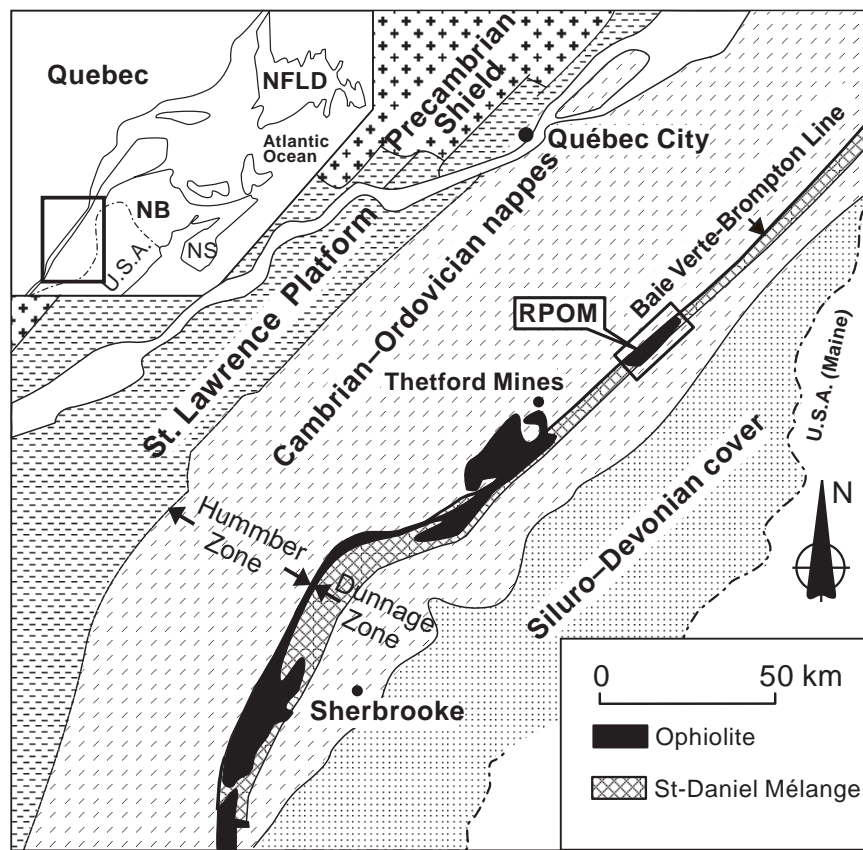 Quebec
NFLD
Atlantic
Ocean
NB
U.S.A.
NS
Precambrian
Shield
Québec City
St. Lawrence Platform
Cambrian–Ordovician nappes
Baie Verte-Brompton Line
RPOM
Thetford Mines
U.S.A. (Maine)
N
Hummber
Zone
Dunnage
Zone
Siluro–Devonian cover
Sherbrooke
0 50 km
Ophiolite
St-Daniel Mélange